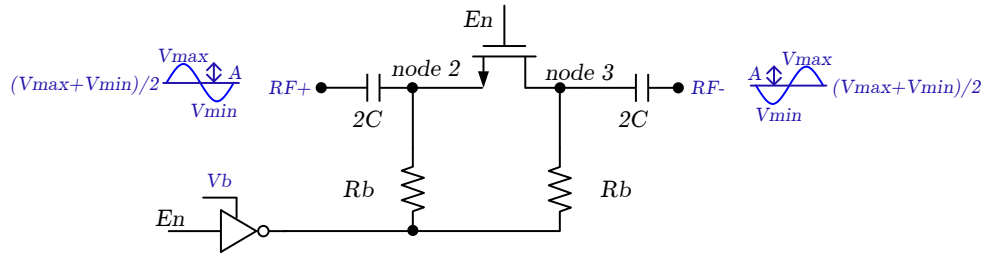 En
Vmax
(Vmax+Vmin)/2
A
Vmin
RF+
node 2
2C
node 3
2C
RF-
A
Vmax
(Vmax+Vmin)/2
Vmin
Rb
Rb
Vb
En